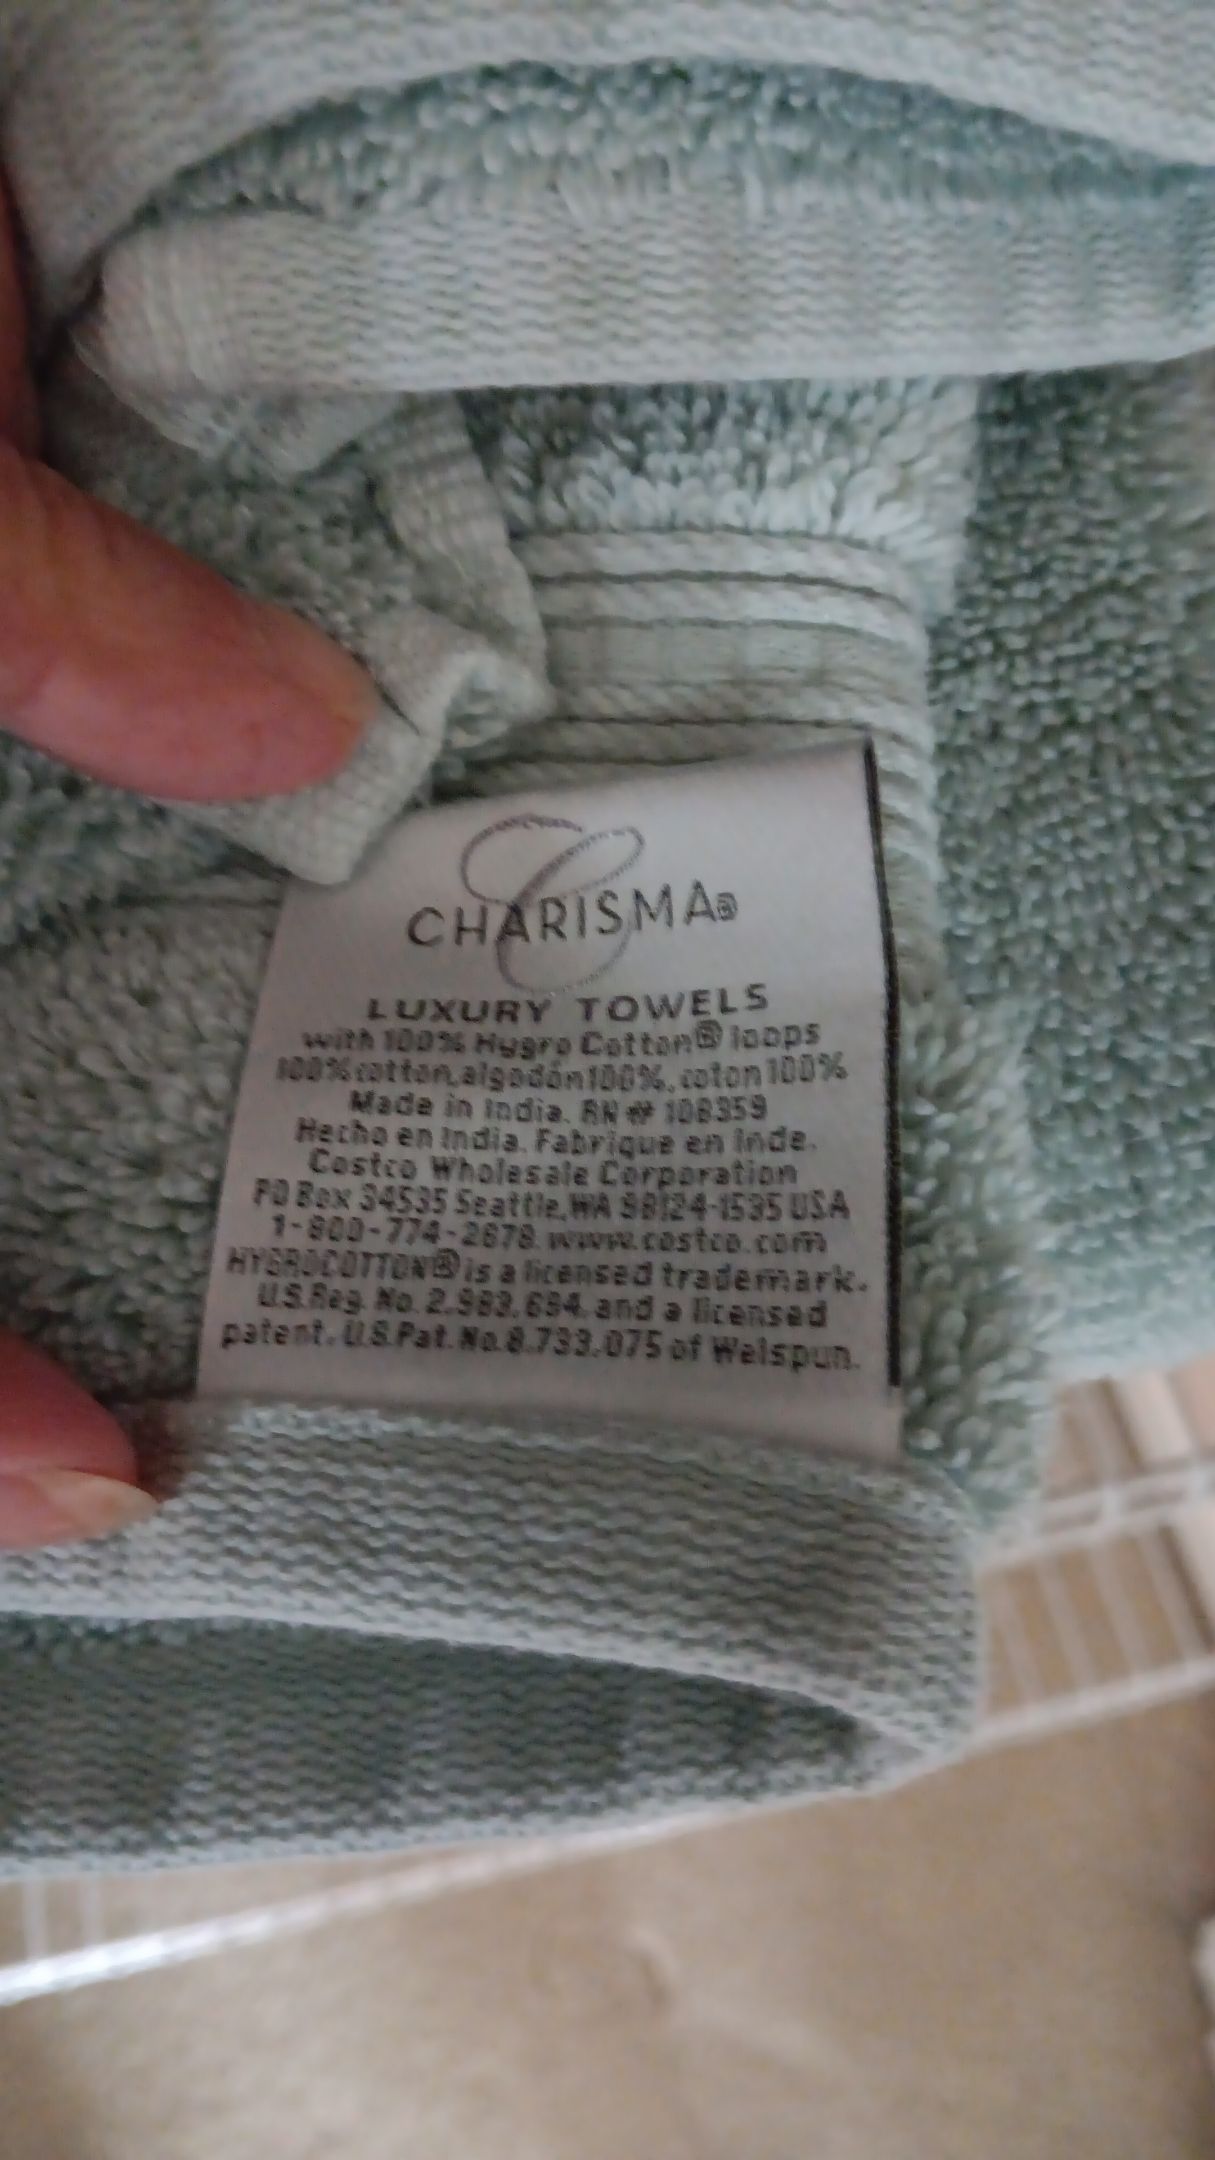 CHARISMA®
LUXURY TOWELS
with 100% Hygro Cotton® loops
100% cotton, algodón 100%, coton 100%
Made in India. RN # 108359
Hecho en India. Fabrique en Inde.
Costco Wholesale Corporation
PO Box 34535 Seattle, WA 98124-1535 USA
1-800-774-2678. www.costco.com
HYGROCOTTON® is a licensed trademark.
U.S.Reg. No. 2,983,694, and a licensed
patent. U.S.Pat. No.8,733,075 of Welspun.